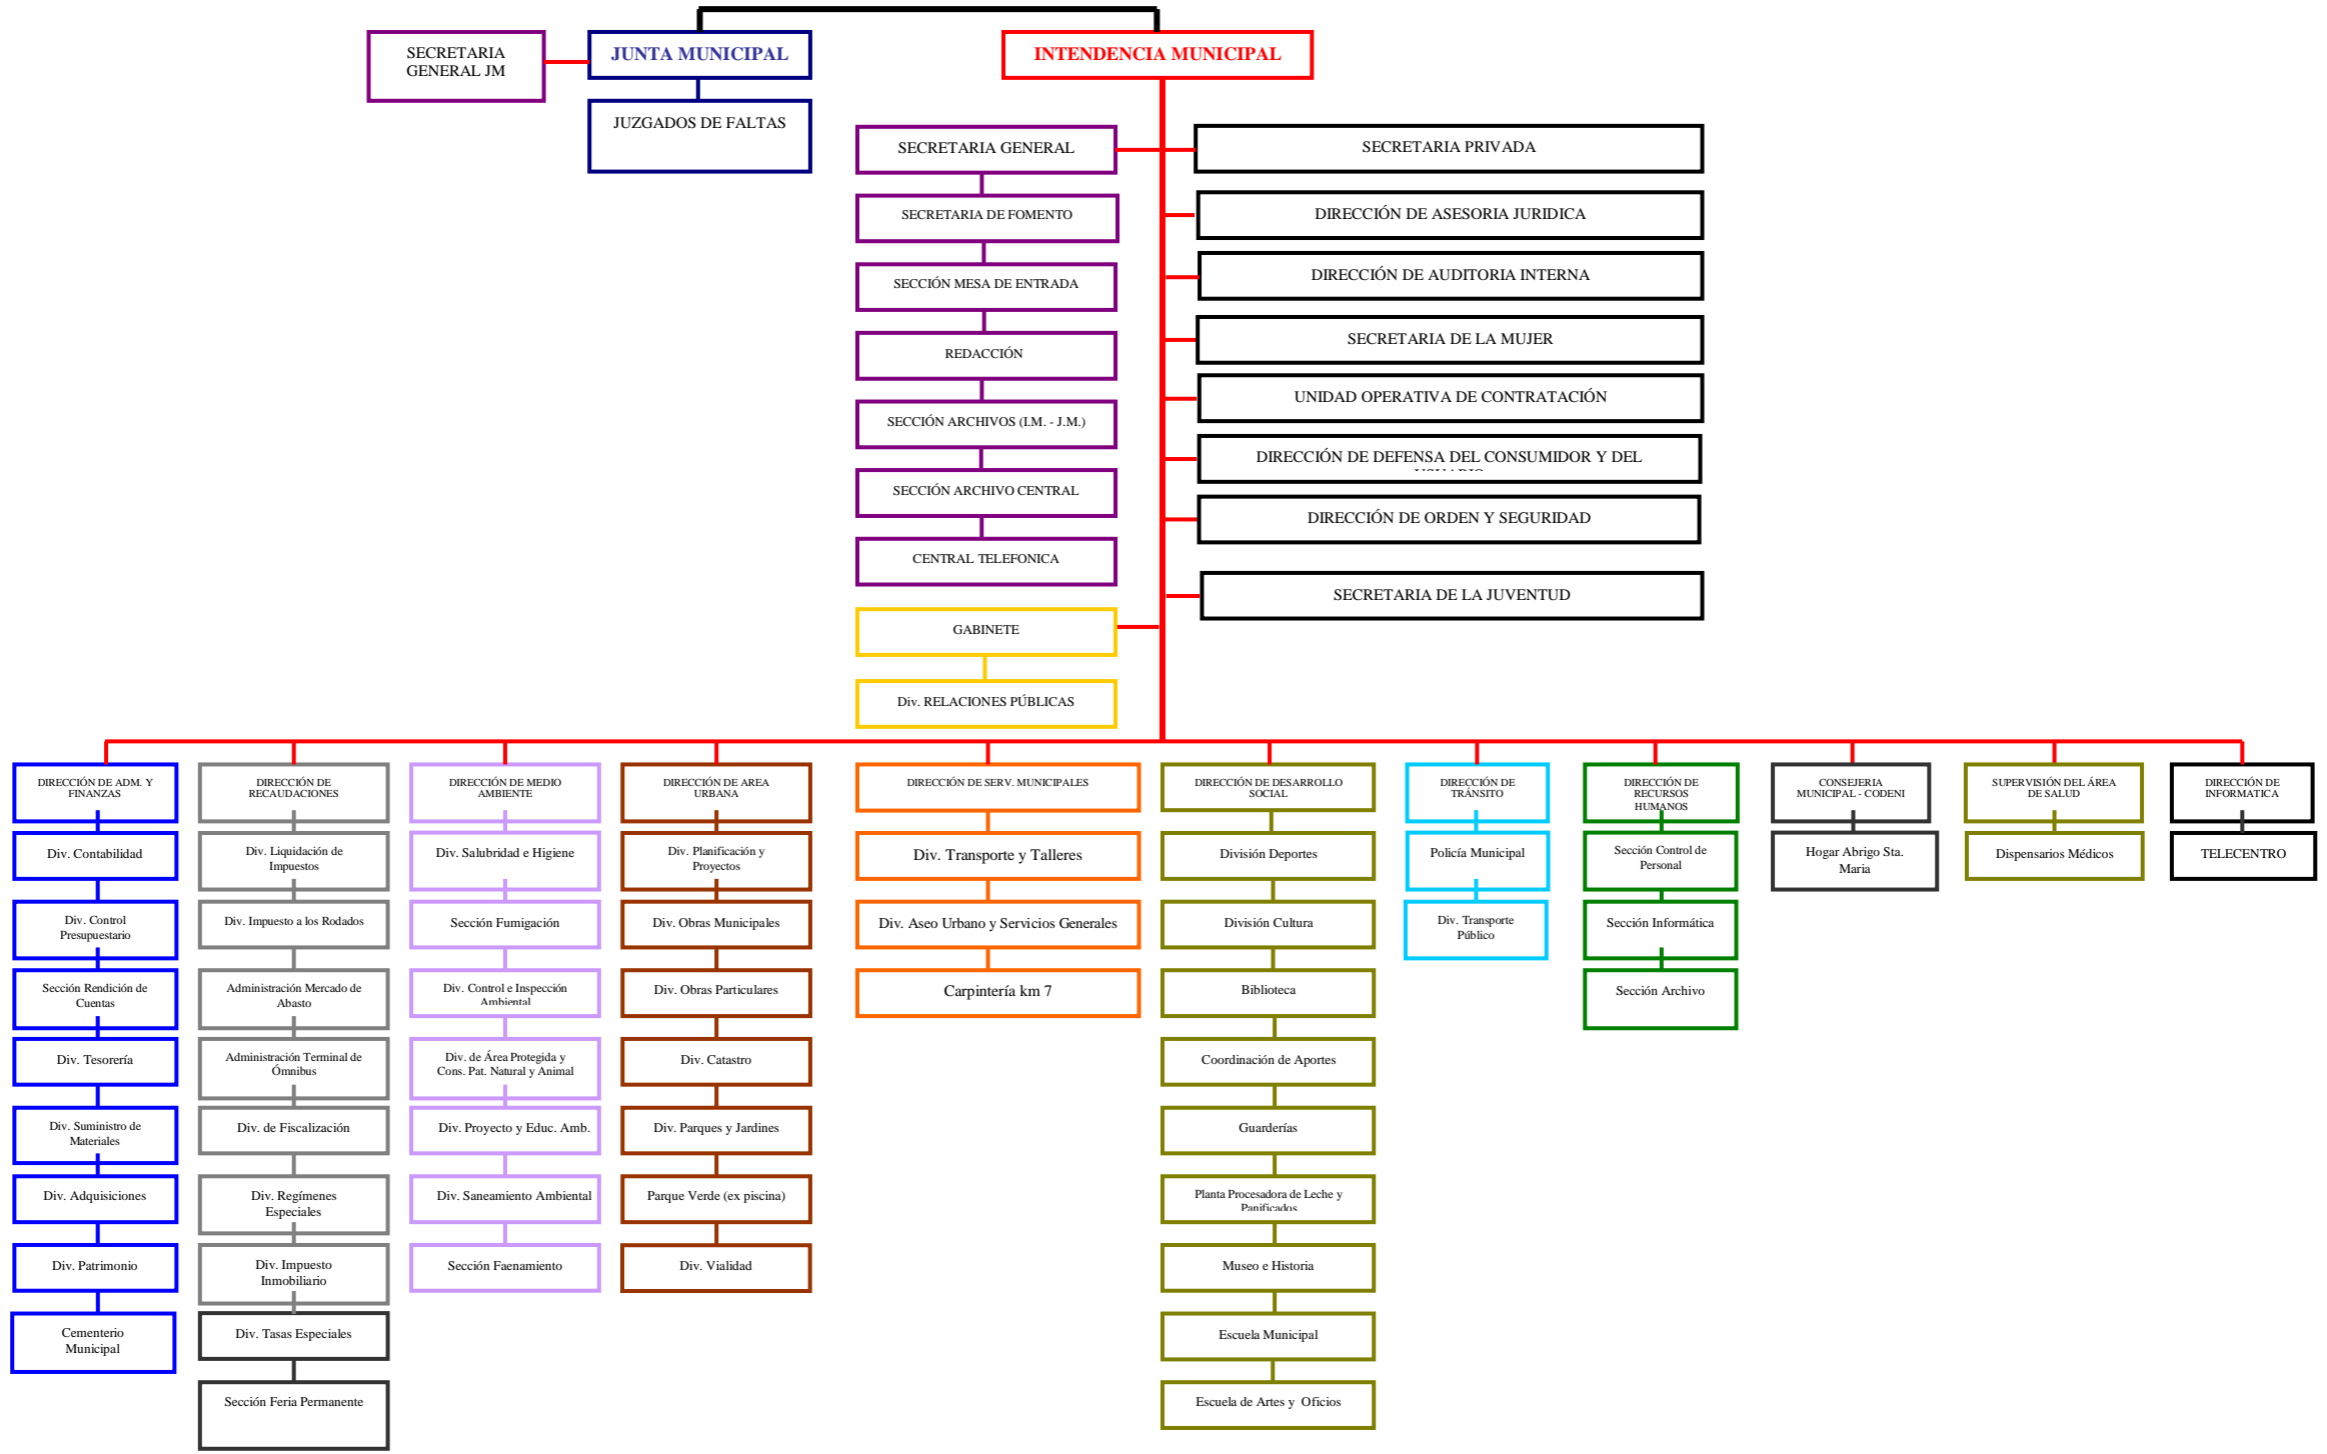 SECRETARIA
GENERAL JM
JUNTA MUNICIPAL
INTENDENCIA MUNICIPAL
JUZGADOS DE FALTAS
SECRETARIA GENERAL
SECRETARIA DE FOMENTO
SECCIÓN MESA DE ENTRADA
REDACCIÓN
SECCIÓN ARCHIVOS (I.M. - J.M.)
SECCIÓN ARCHIVO CENTRAL
CENTRAL TELEFONICA
GABINETE
Div. RELACIONES PÚBLICAS
SECRETARIA PRIVADA
DIRECCIÓN DE ASESORIA JURIDICA
DIRECCIÓN DE AUDITORIA INTERNA
SECRETARIA DE LA MUJER
UNIDAD OPERATIVA DE CONTRATACIÓN
DIRECCIÓN DE DEFENSA DEL CONSUMIDOR Y DEL
DIRECCIÓN DE ORDEN Y SEGURIDAD
SECRETARIA DE LA JUVENTUD
DIRECCIÓN DE ADM. Y
FINANZAS
Div. Contabilidad
Div. Control
Presupuestario
Sección Rendición de
Cuentas
Div. Tesorería
Div. Suministro de
Materiales
Div. Adquisiciones
Div. Patrimonio
Cementerio
Municipal
DIRECCIÓN DE
RECAUDACIONES
Div. Liquidación de
Impuestos
Div. Impuesto a los Rodados
Administración Mercado de
Abasto
Administración Terminal de
Ómnibus
Div. de Fiscalización
Div. Regímenes
Especiales
Div. Impuesto
Inmobiliario
Div. Tasas Especiales
Sección Feria Permanente
DIRECCIÓN DE MEDIO
AMBIENTE
Div. Salubridad e Higiene
Sección Fumigación
Div. Control e Inspección
Ambiental
Div. de Área Protegida y
Cons. Pat. Natural y Animal
Div. Proyecto y Educ. Amb.
Div. Saneamiento Ambiental
Sección Faenamiento
DIRECCIÓN DE AREA
URBANA
Div. Planificación y
Proyectos
Div. Obras Municipales
Div. Obras Particulares
Div. Catastro
Div. Parques y Jardines
Parque Verde (ex piscina)
Div. Vialidad
DIRECCIÓN DE SERV. MUNICIPALES
Div. Transporte y Talleres
Div. Aseo Urbano y Servicios Generales
Carpintería km 7
DIRECCIÓN DE DESARROLLO
SOCIAL
División Deportes
División Cultura
Biblioteca
Coordinación de Aportes
Guarderías
Planta Procesadora de Leche y
Panificados
Museo e Historia
Escuela Municipal
Escuela de Artes y Oficios
DIRECCIÓN DE
TRÁNSITO
Policía Municipal
Div. Transporte
Público
DIRECCIÓN DE
RECURSOS
HUMANOS
Sección Control de
Personal
Sección Informática
Sección Archivo
CONSEJERIA
MUNICIPAL - CODENI
Hogar Abrigo Sta.
Maria
SUPERVISIÓN DEL ÁREA
DE SALUD
Dispensarios Médicos
DIRECCIÓN DE
INFORMATICA
TELECENTRO